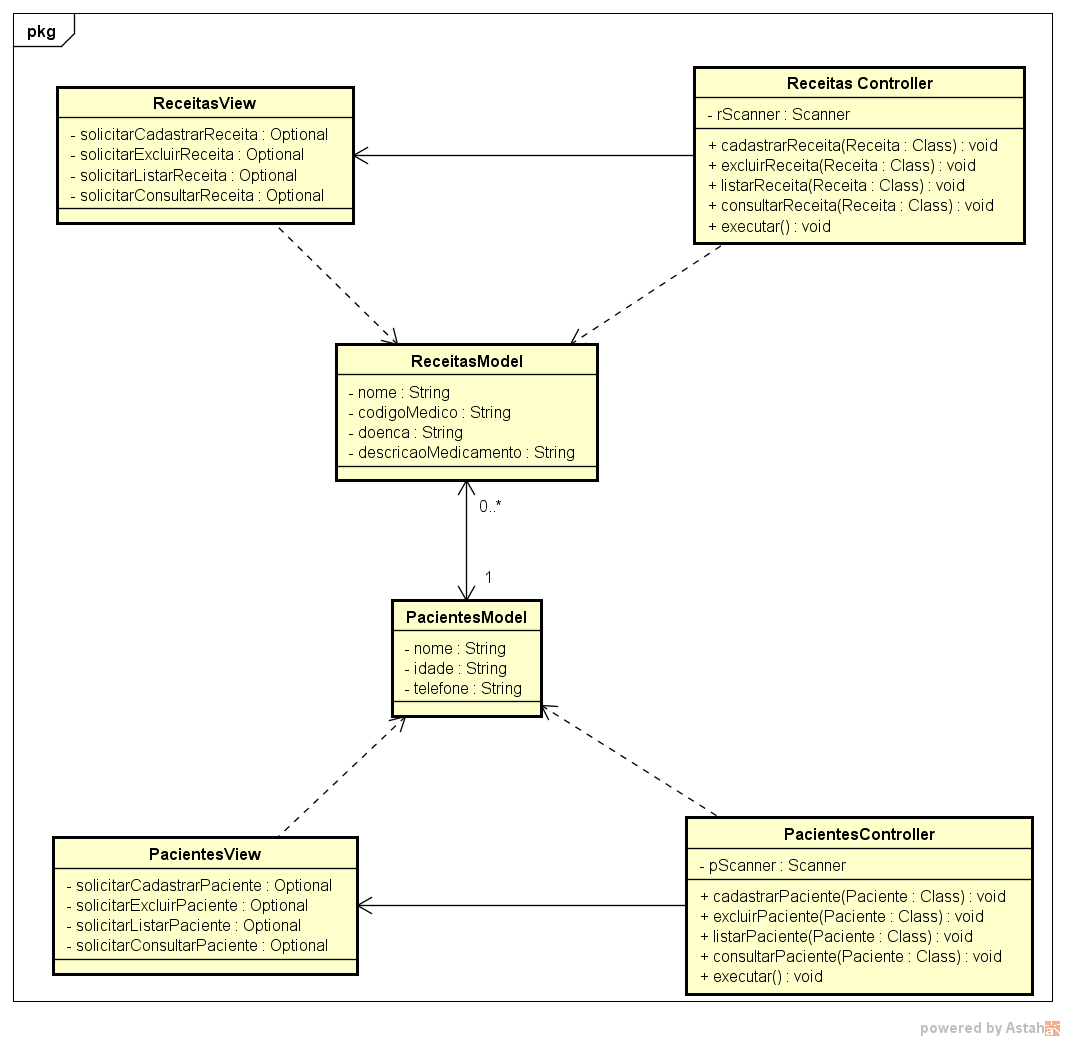 pkg
ReceitasView
- solicitarCadastrarReceita : Optional
- solicitarExcluirReceita : Optional
- solicitarListarReceita : Optional
- solicitarConsultarReceita : Optional
Receitas Controller
- rScanner : Scanner
+ cadastrarReceita(Receita : Class) : void
+ excluirReceita(Receita : Class) : void
+ listarReceita(Receita : Class) : void
+ consultarReceita(Receita : Class) : void
+ executar() : void
ReceitasModel
- nome : String
- codigoMedico : String
- doenca : String
- descricaoMedicamento : String
0..*
1
PacientesModel
- nome : String
- idade : String
- telefone : String
PacientesView
- solicitarCadastrarPaciente : Optional
- solicitarExcluirPaciente : Optional
- solicitarListarPaciente : Optional
- solicitarConsultarPaciente : Optional
PacientesController
- pScanner : Scanner
+ cadastrarPaciente(Paciente : Class) : void
+ excluirPaciente(Paciente : Class) : void
+ listarPaciente(Paciente : Class) : void
+ consultarPaciente(Paciente : Class) : void
+ executar() : void
powered by Astah